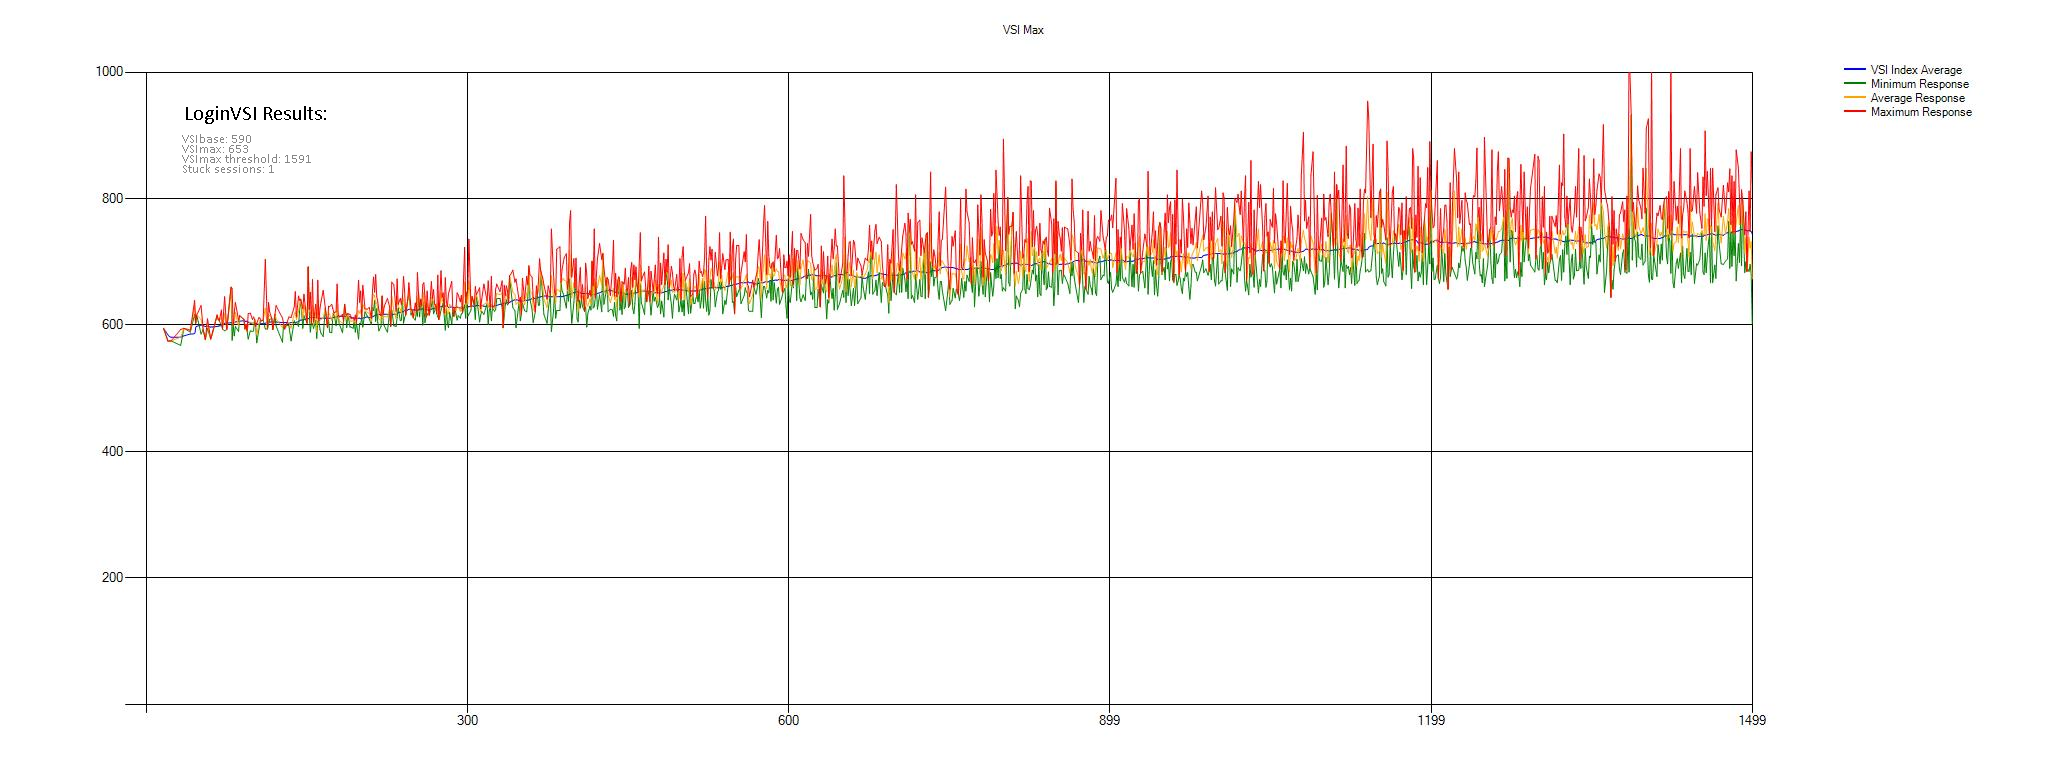 VSI Max
1000
800
600
400
200
LoginVSI Results:
VSIbase: 590
VSImax: 653
VSImax threshold: 1591
Stuck sessions: 1
VSI Index Average
Minimum Response
Average Response
Maximum Response
300
600
899
1199
1499